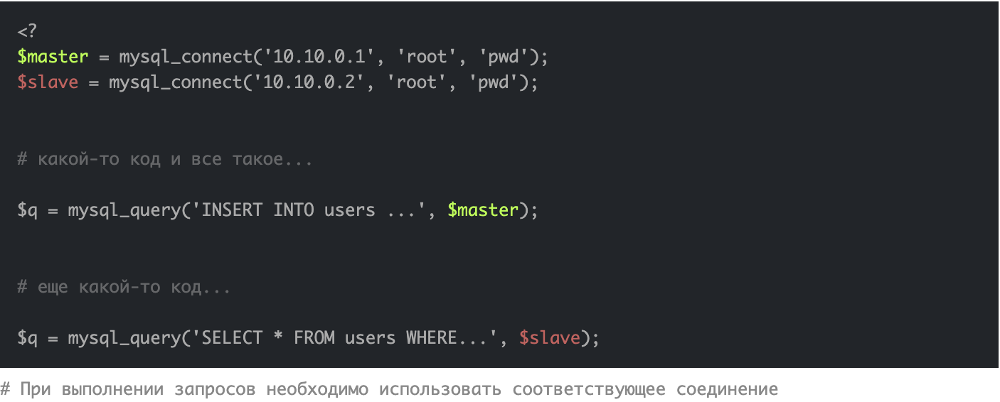 <?
$master = mysql_connect('10.10.0.1', 'root', 'pwd');
$slave = mysql_connect('10.10.0.2', 'root', 'pwd');
# какой-то код и все такое...
$q = mysql_query('INSERT INTO users ...', $master);
# еще какой-то код...
$q = mysql_query('SELECT * FROM users WHERE...', $slave);
# При выполнении запросов необходимо использовать соответствующее соединение